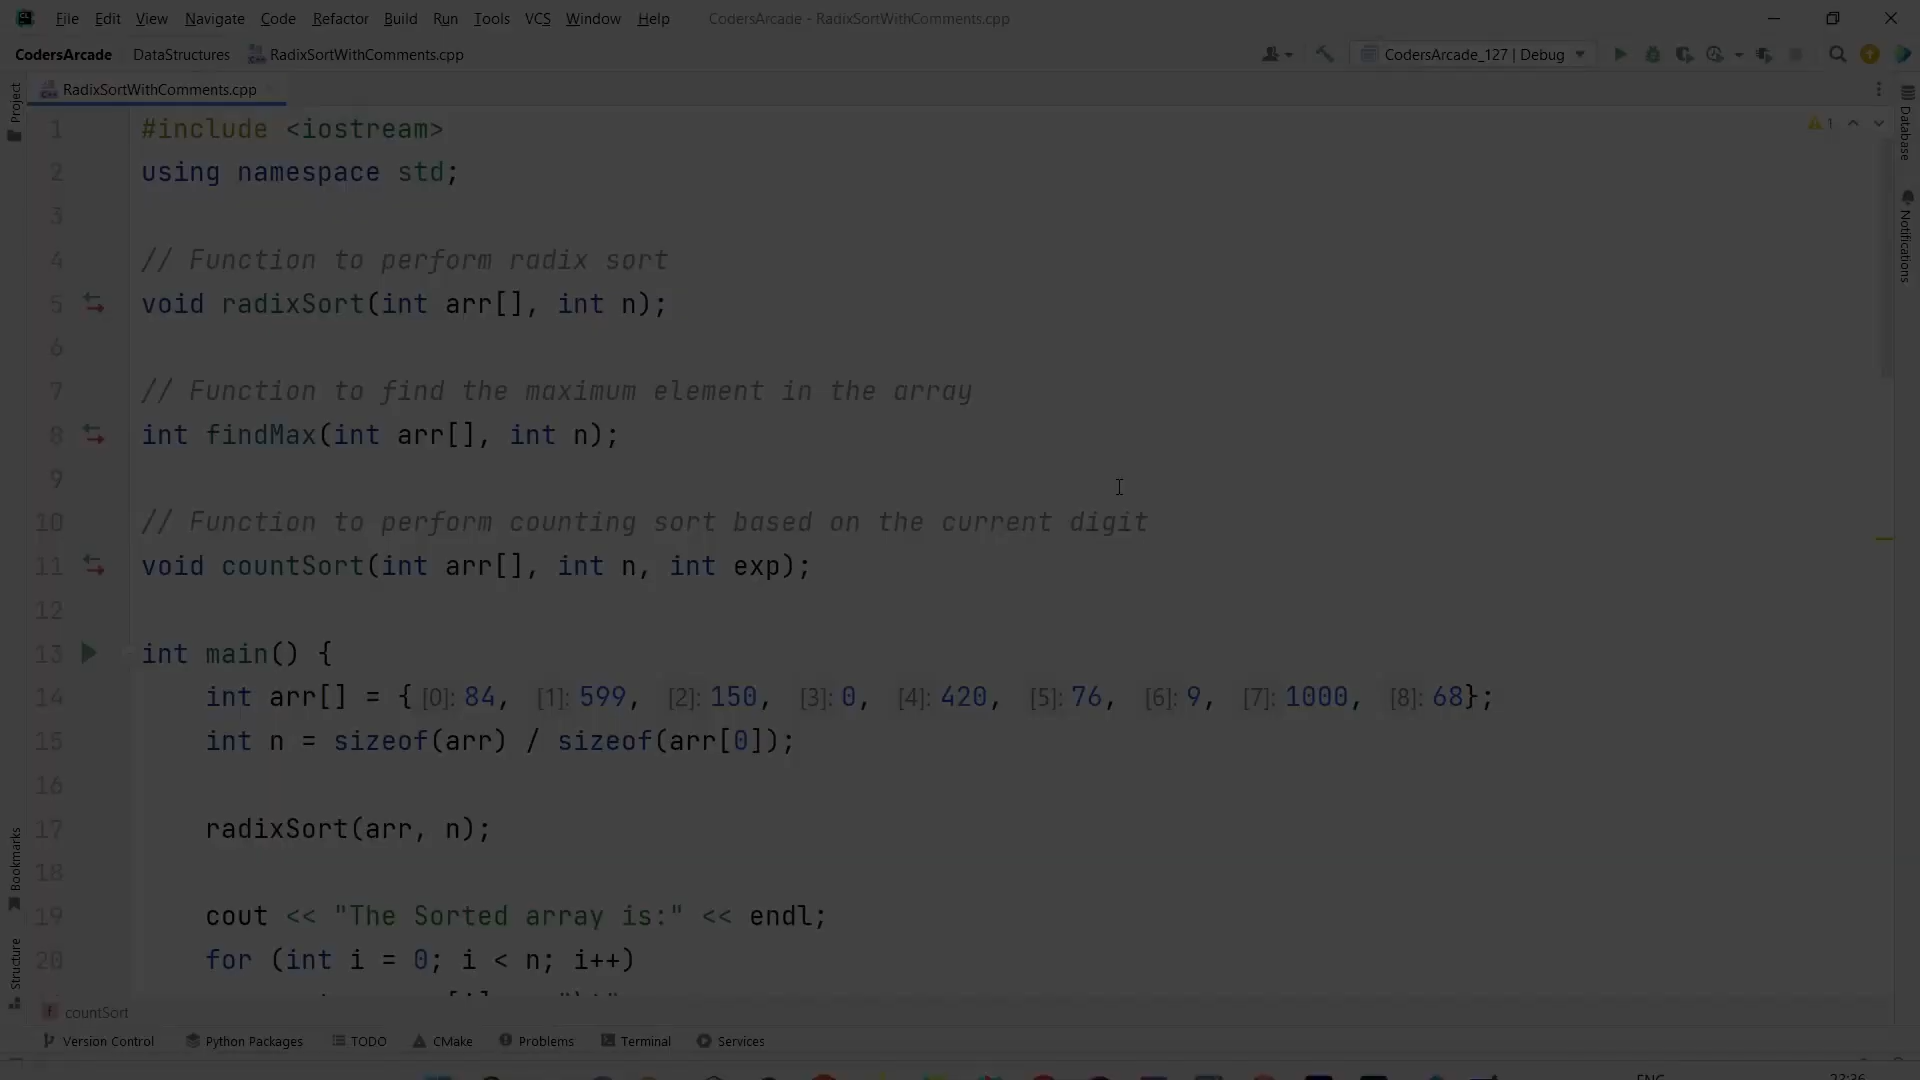 File Edit View Navigate Code Refactor Build Run Tools VCS Window Help CodersArcade - RadixSortWithComments.cpp
CodersArcade DataStructures RadixSortWithComments.cpp CodersArcade_127 | Debug
RadixSortWithComments.cpp
Project
Database
Notifications
1
1 #include <iostream>
2 using namespace std;
3
4 // Function to perform radix sort
5 void radixSort(int arr[], int n);
6
7 // Function to find the maximum element in the array
8 int findMax(int arr[], int n);
9
10 // Function to perform counting sort based on the current digit
11 void countSort(int arr[], int n, int exp);
12
13 int main() {
14 int arr[] = {[0]: 84, [1]: 599, [2]: 150, [3]: 0, [4]: 420, [5]: 76, [6]: 9, [7]: 1000, [8]: 68};
15 int n = sizeof(arr) / sizeof(arr[0]);
16
17 radixSort(arr, n);
18
19 cout << "The Sorted array is:" << endl;
20 for (int i = 0; i < n; i++)
Bookmarks
Structure
countSort
Version Control Python Packages TODO CMake Problems Terminal Services